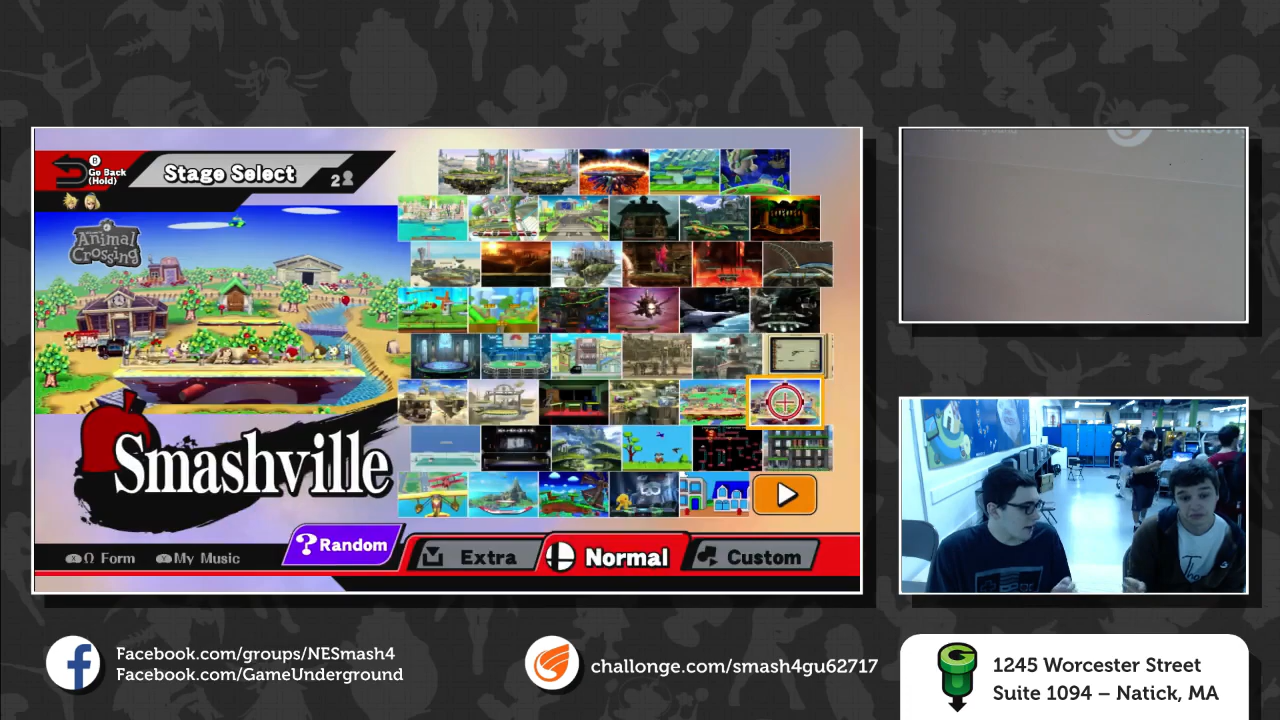 B
Go Back
(Hold)
Stage Select
2
Animal
Crossing
Smashville
X Ω Form
Y My Music
? Random
Extra
Normal
Custom
Facebook.com/groups/NESmash4
Facebook.com/GameUnderground
challonge.com/smash4gu62717
1245 Worcester Street
Suite 1094 – Natick, MA